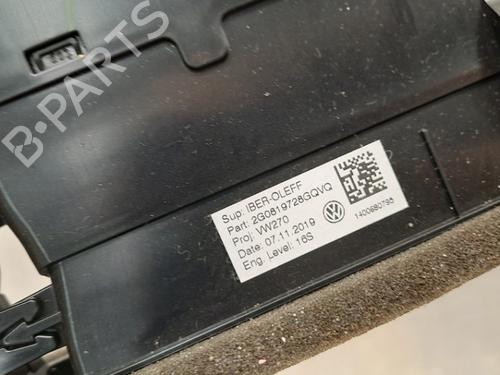 B-PARTS
Sup: IBER-OLEFF
Part: 2G0819728GQVQ
Proj: VW270
Date: 07.11.2019
Eng. Level: 16S
1400680795